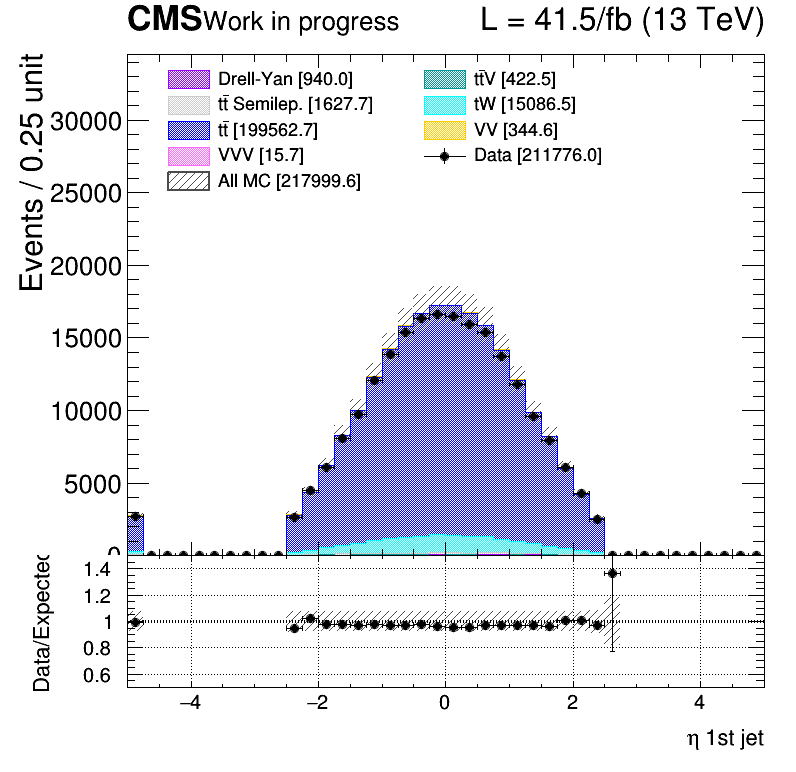 CMS Work in progress L = 41.5/fb (13 TeV)
Events / 0.25 unit
Drell-Yan [940.0]
tt̄ Semilep. [1627.7]
tt̄ [199562.7]
VVV [15.7]
All MC [217999.6]
tt̄V [422.5]
tW [15086.5]
VV [344.6]
Data [211776.0]
30000
25000
20000
15000
10000
5000
0
Data/Expected
1.4
1.2
1
0.8
0.6
−4 −2 0 2 4
η 1st jet